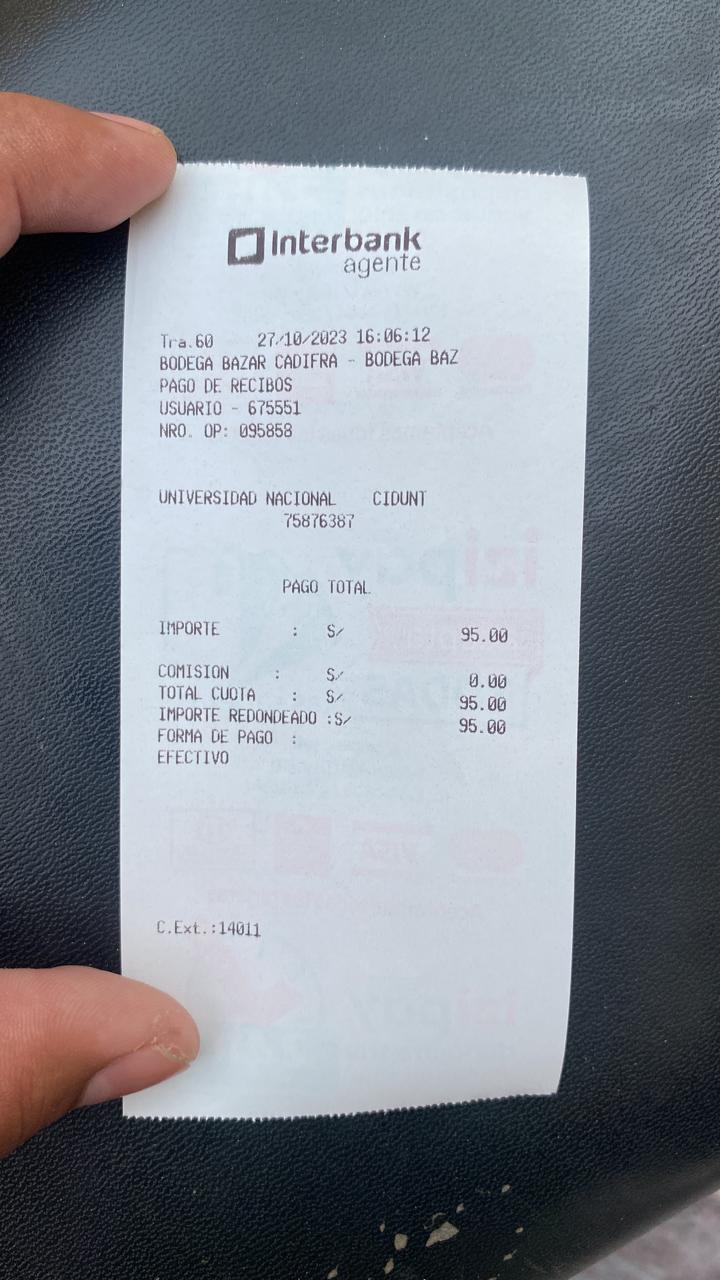 Interbank
agente
Tra.60 27/10/2023 16:06:12
BODEGA BAZAR CADIFRA - BODEGA BAZ
PAGO DE RECIBOS
USUARIO - 675551
NRO. OP: 095858
UNIVERSIDAD NACIONAL CIDUNT
75876387
PAGO TOTAL
IMPORTE : S/ 95.00
COMISION : S/ 0.00
TOTAL CUOTA : S/ 95.00
IMPORTE REDONDEADO :S/ 95.00
FORMA DE PAGO :
EFECTIVO
C.Ext.:14011